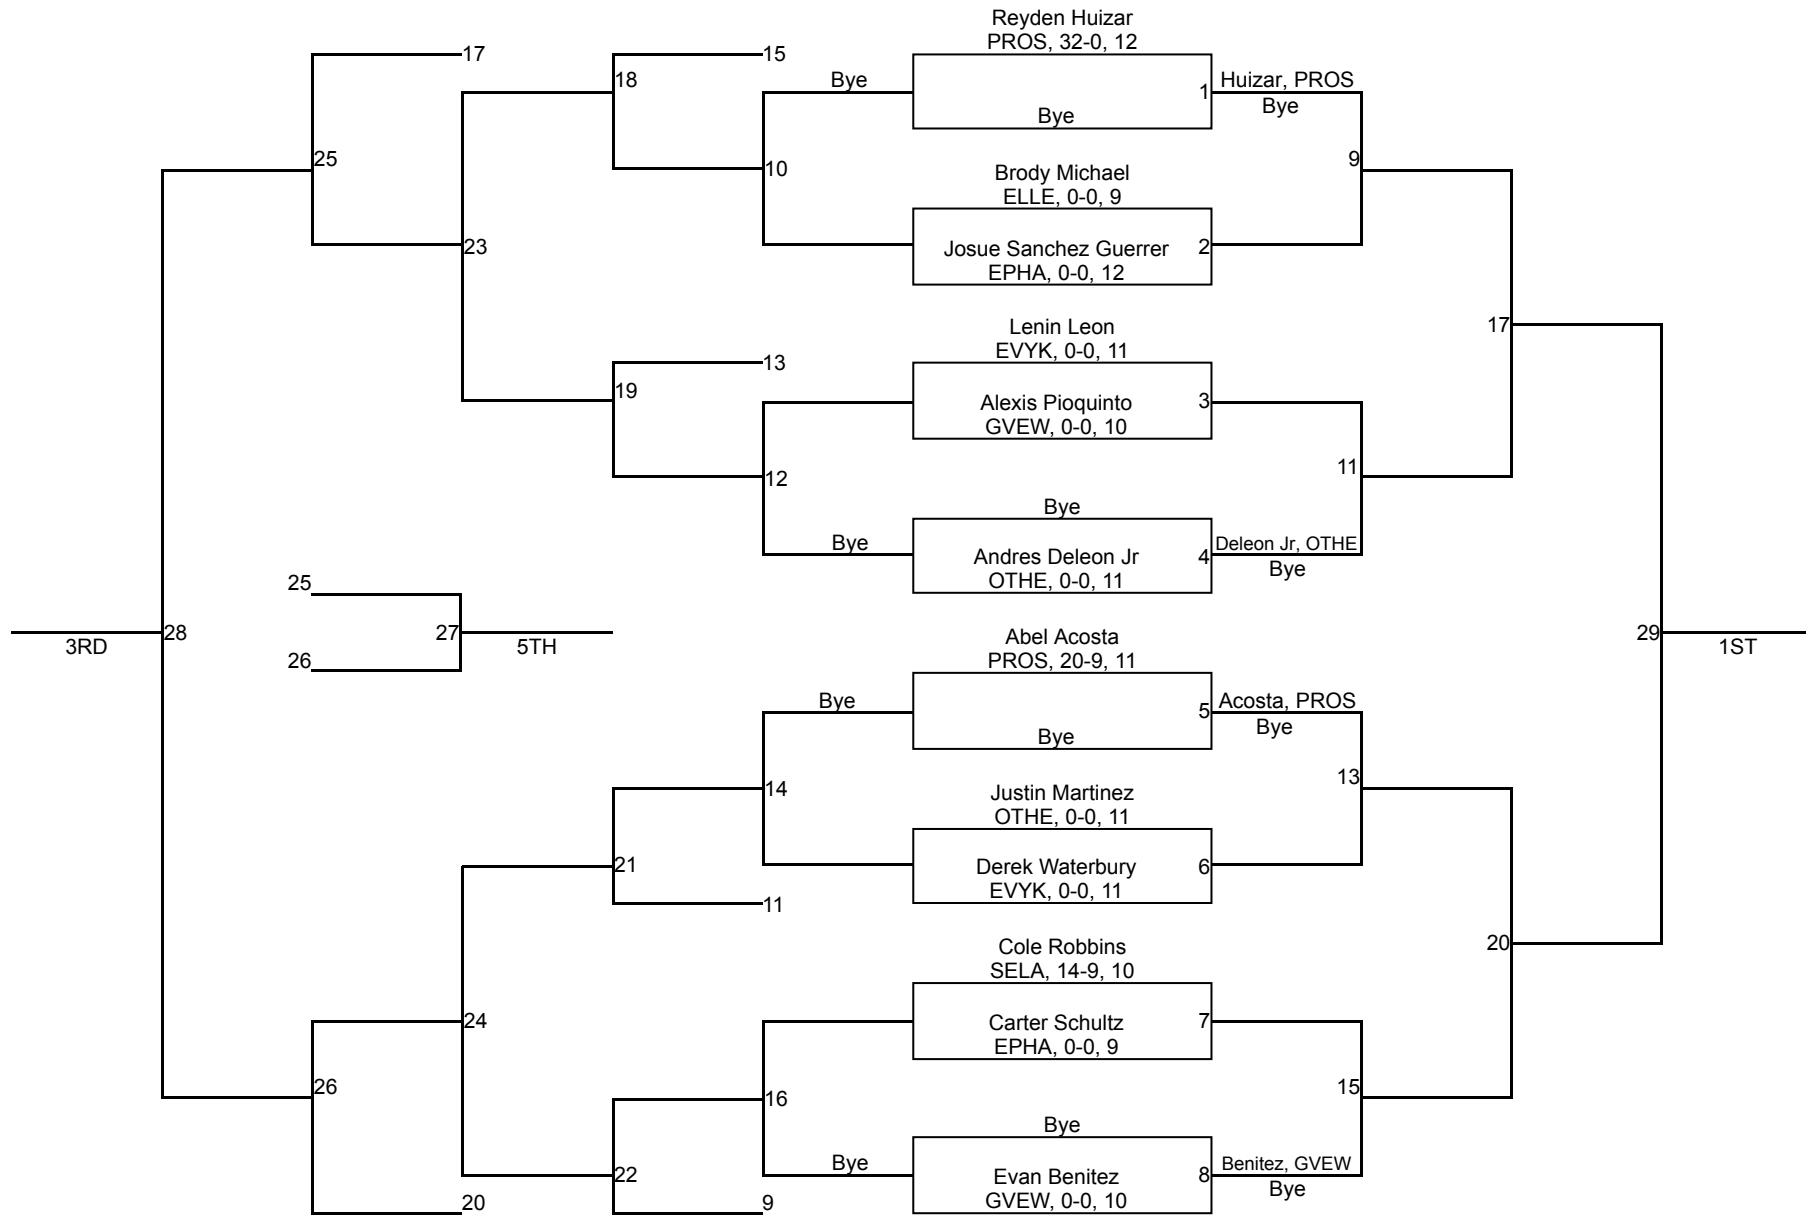 Reyden Huizar
PROS, 32-0, 12
17
15
18
Bye
1
Huizar, PROS
Bye
Bye
25
10
9
Brody Michael
ELLE, 0-0, 9
23
Josue Sanchez Guerrer
2
EPHA, 0-0, 12
Lenin Leon
17
EVYK, 0-0, 11
13
19
Alexis Pioquinto
3
GVEW, 0-0, 10
12
11
Bye
Bye
Andres Deleon Jr
4
Deleon Jr, OTHE
OTHE, 0-0, 11
Bye
25
3RD
28
27
5TH
26
Abel Acosta
PROS, 20-9, 11
29
1ST
Bye
5
Acosta, PROS
Bye
Bye
14
13
Justin Martinez
OTHE, 0-0, 11
21
Derek Waterbury
6
EVYK, 0-0, 11
11
Cole Robbins
SELA, 14-9, 10
20
24
Carter Schultz
7
EPHA, 0-0, 9
26
16
15
Bye
Bye
22
Evan Benitez
8
Benitez, GVEW
GVEW, 0-0, 10
Bye
20
9